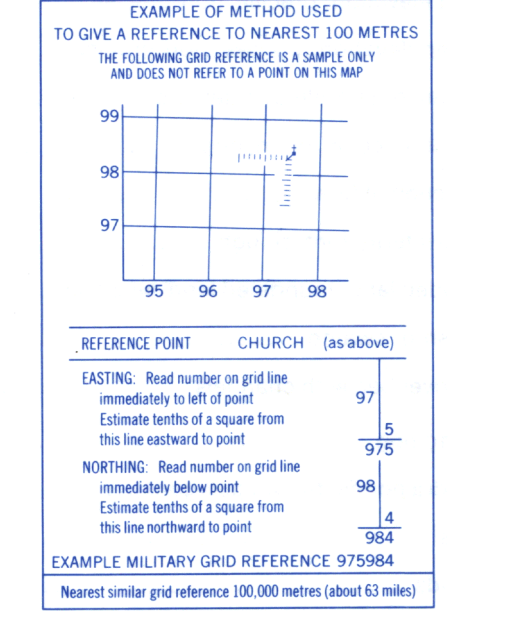 EXAMPLE OF METHOD USED
TO GIVE A REFERENCE TO NEAREST 100 METRES
THE FOLLOWING GRID REFERENCE IS A SAMPLE ONLY
AND DOES NOT REFER TO A POINT ON THIS MAP
99
98
97
95 96 97 98
REFERENCE POINT CHURCH (as above)
EASTING: Read number on grid line
immediately to left of point 97
Estimate tenths of a square from
this line eastward to point 5
975
NORTHING: Read number on grid line
immediately below point 98
Estimate tenths of a square from
this line northward to point 4
984
EXAMPLE MILITARY GRID REFERENCE 975984
Nearest similar grid reference 100,000 metres (about 63 miles)